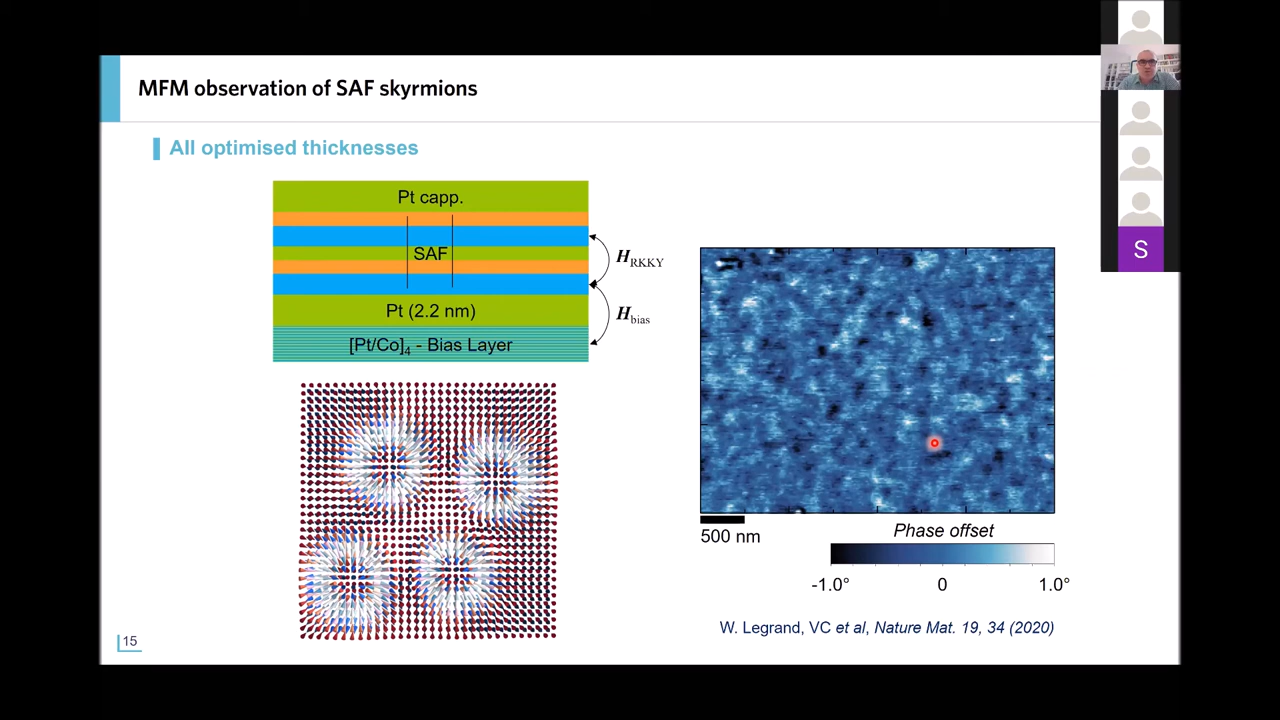 MFM observation of SAF skyrmions
All optimised thicknesses
Pt capp.
SAF
Pt (2.2 nm)
[Pt/Co]4 - Bias Layer
HRKKY
Hbias
500 nm
Phase offset
-1.0° 0 1.0°
W. Legrand, VC et al, Nature Mat. 19, 34 (2020)
15
S